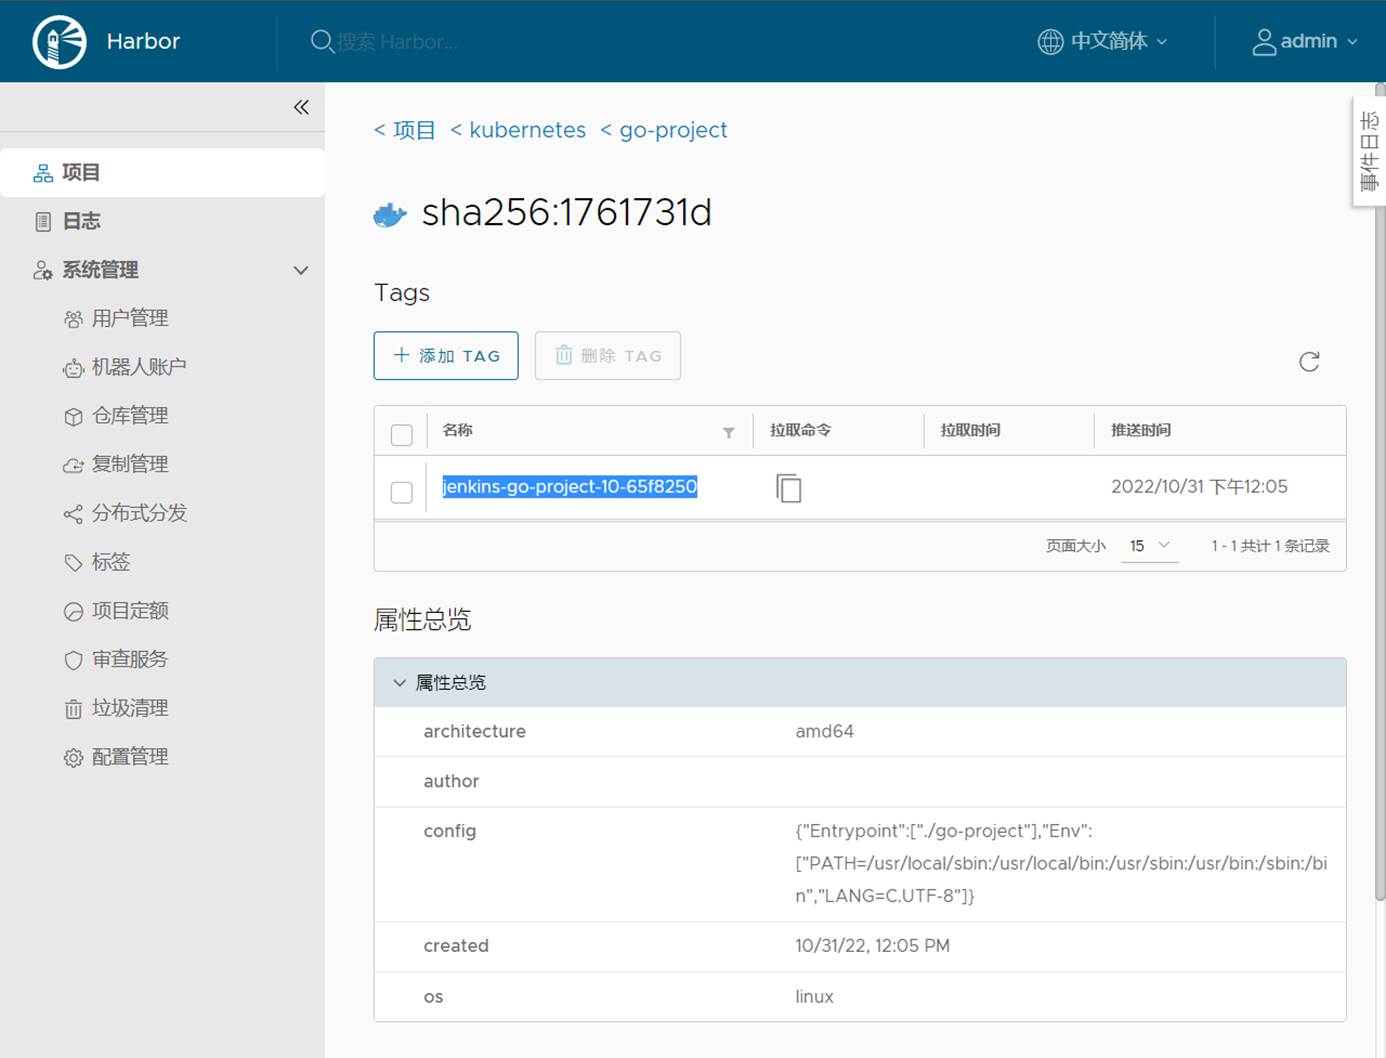 Harbor
搜索 Harbor...
中文简体
admin
事件日志
项目
日志
系统管理
用户管理
机器人账户
仓库管理
复制管理
分布式分发
标签
项目定额
审查服务
垃圾清理
配置管理
< 项目 < kubernetes < go-project
sha256:1761731d
Tags
+ 添加 TAG
删除 TAG
名称 拉取命令 拉取时间 推送时间
jenkins-go-project-10-65f8250 2022/10/31 下午12:05
页面大小 15 1 - 1 共计 1 条记录
属性总览
属性总览
architecture amd64
author
config {"Entrypoint":["./go-project"],"Env":
["PATH=/usr/local/sbin:/usr/local/bin:/usr/sbin:/usr/bin:/sbin:/bi
n","LANG=C.UTF-8"]}
created 10/31/22, 12:05 PM
os linux